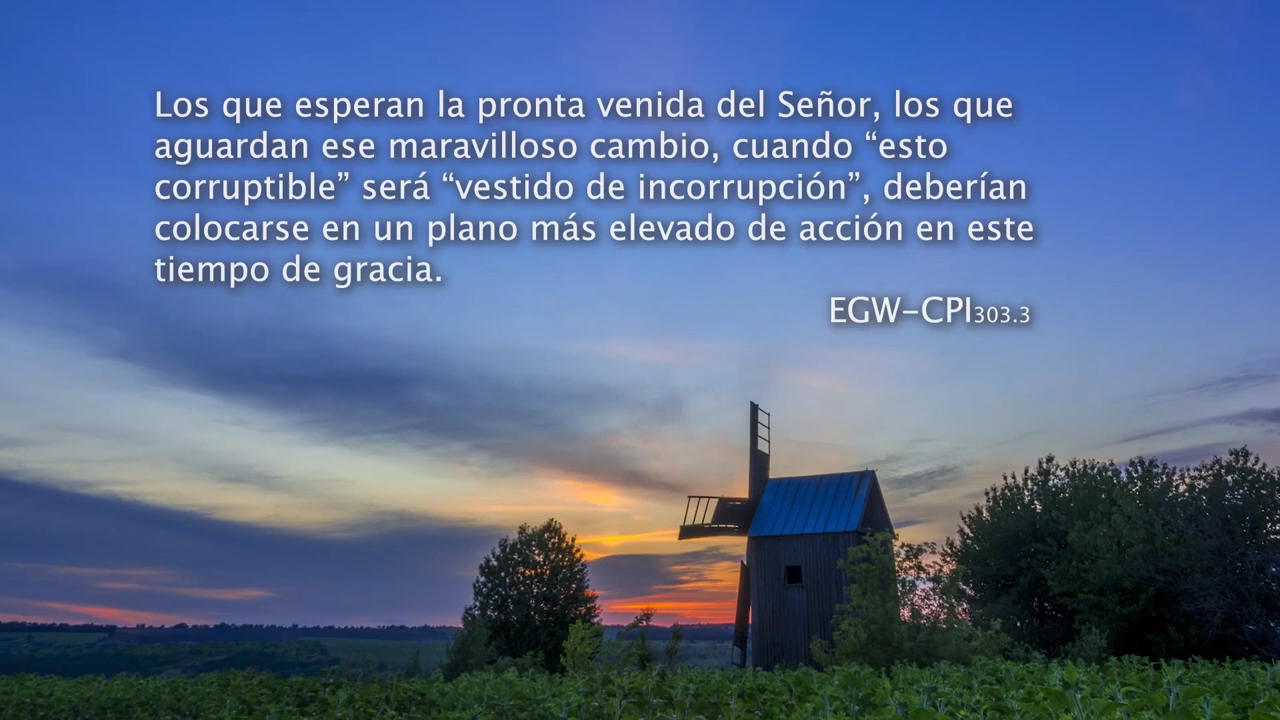 Los que esperan la pronta venida del Señor, los que
aguardan ese maravilloso cambio, cuando “esto
corruptible” será “vestido de incorrupción”, deberían
colocarse en un plano más elevado de acción en este
tiempo de gracia.
EGW–CPI303.3